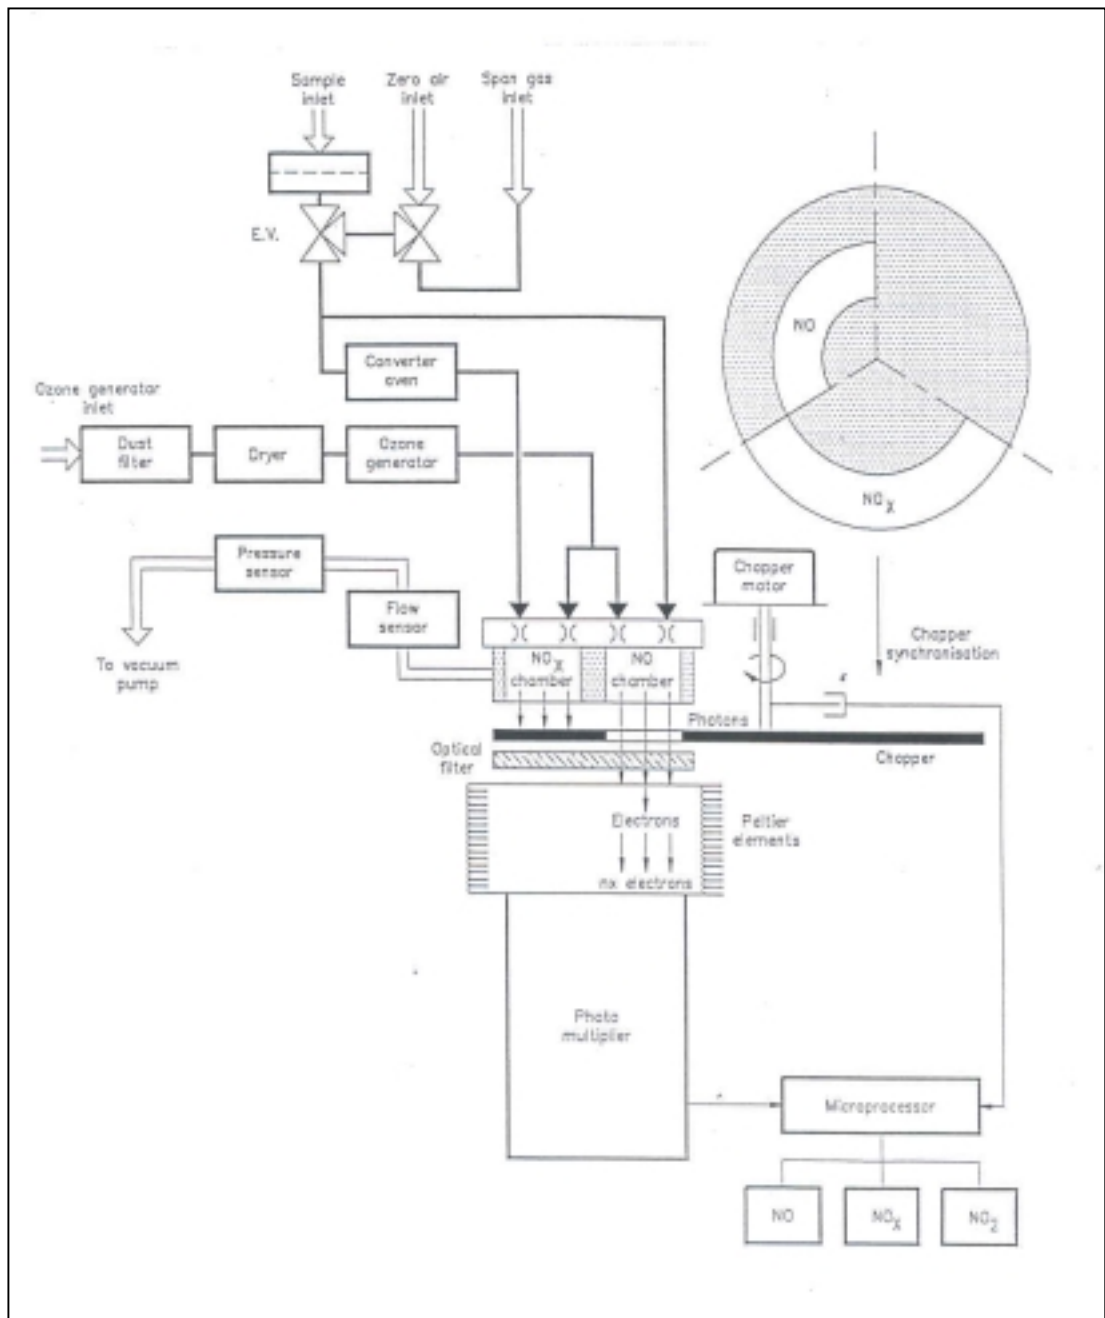 Sample
inlet
Zero air
inlet
Span gas
inlet
E.V.
NO
NOX
Converter
oven
Ozone generator
inlet
Dust
filter
Dryer
Ozone
generator
Pressure
sensor
Flow
sensor
To vacuum
pump
Chopper
motor
Chopper
synchronisation
NOX
chamber
NO
chamber
Photons
Optical
filter
Chopper
Electrons
nx electrons
Peltier
elements
Photo
multiplier
Microprocessor
NO
NOX
NO2